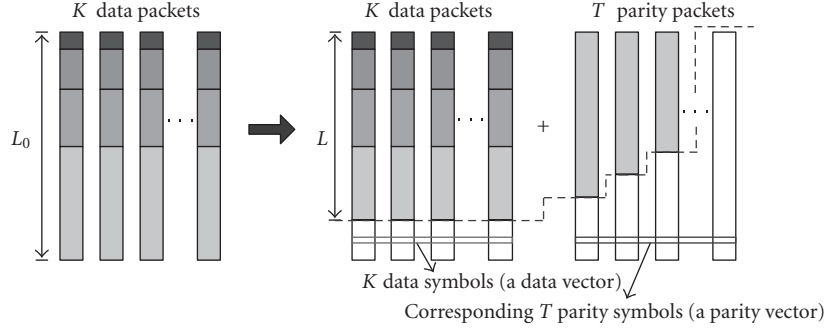 K data packets
K data packets
T parity packets
L₀
. . .
L
. . .
+
. . .
K data symbols (a data vector)
Corresponding T parity symbols (a parity vector)